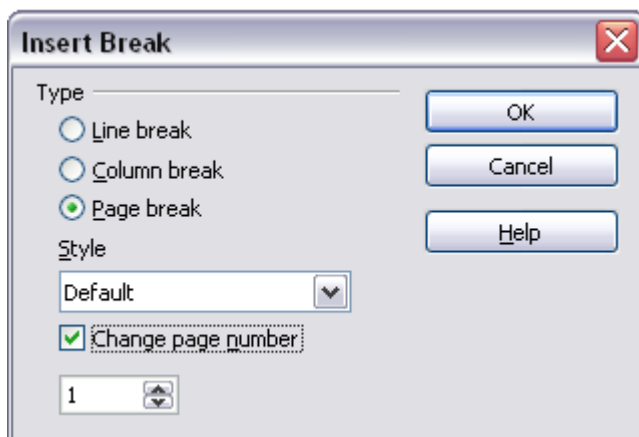 Insert Break
Type
Line break
Column break
Page break
Style
Default
Change page number
1
OK
Cancel
Help